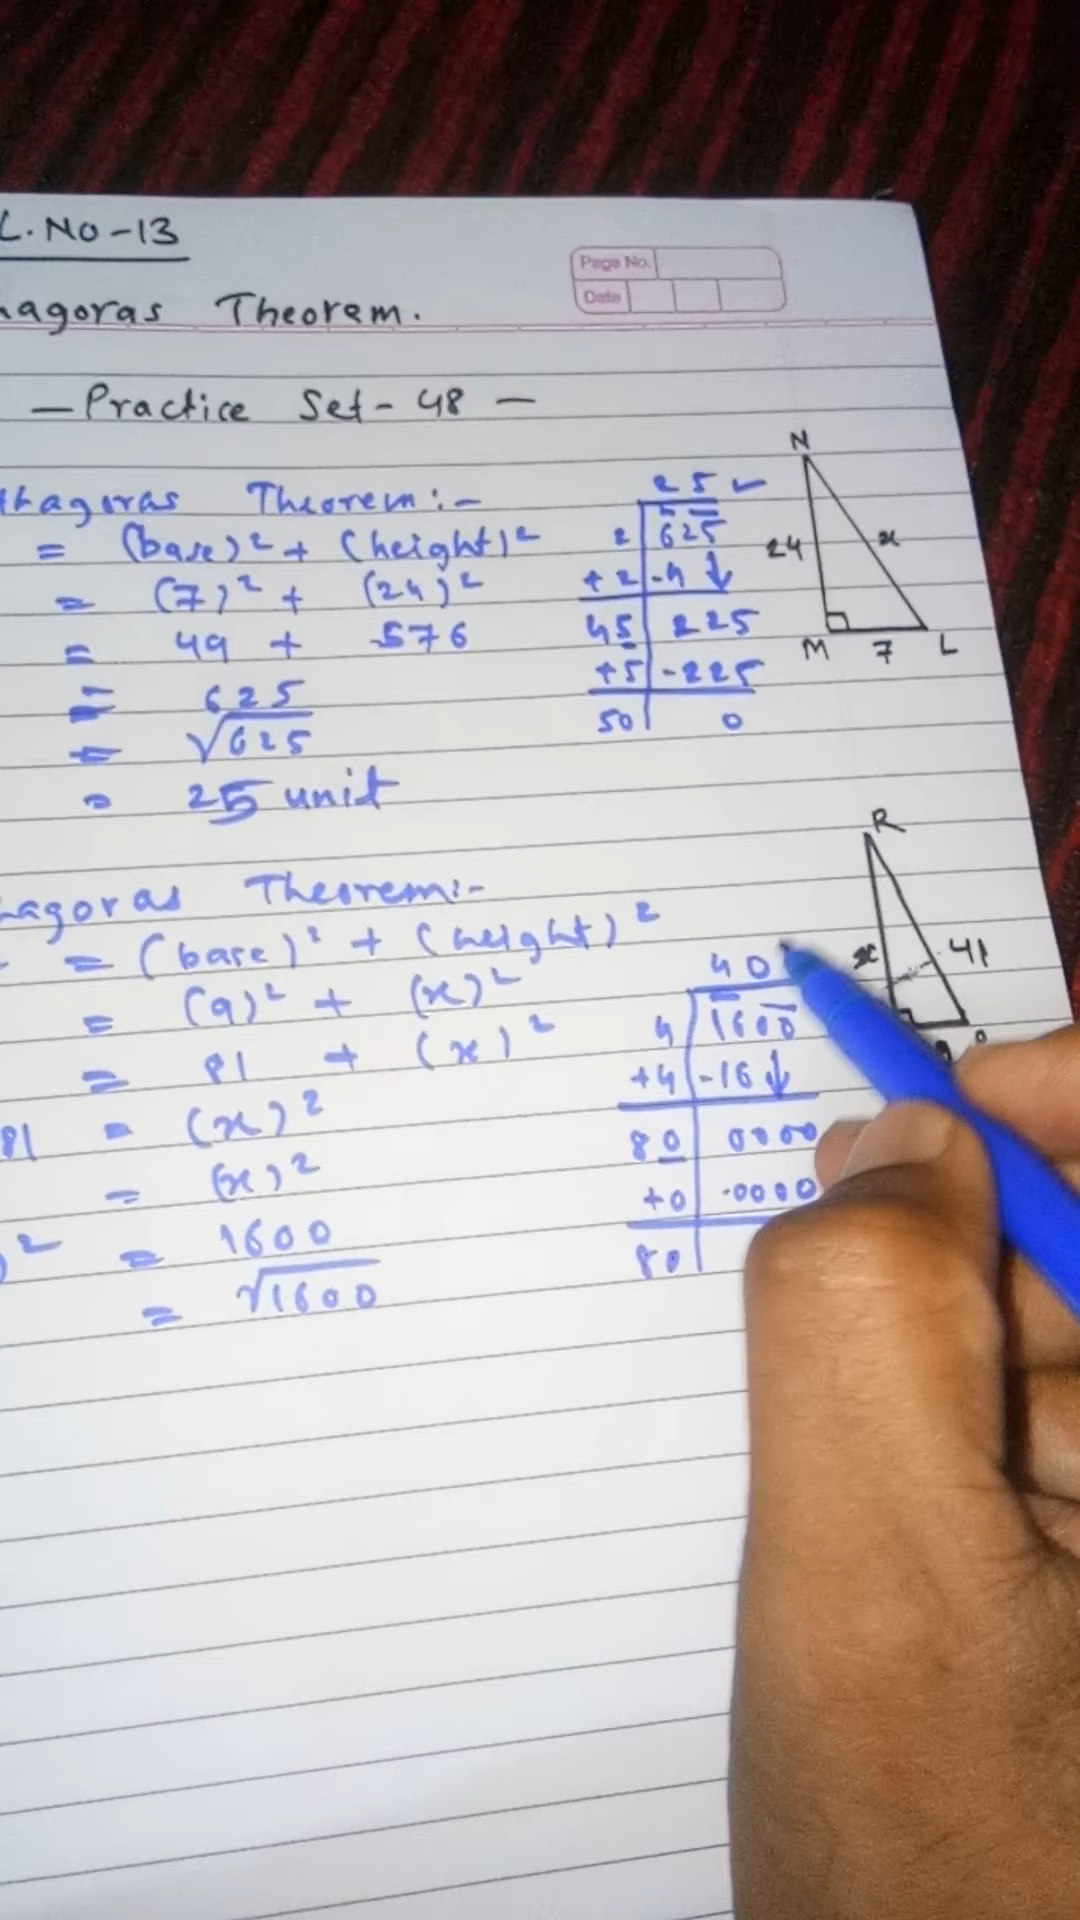 L. No - 13
Page No.
Date
hagoras Theorem.
— Practice Set - 48 —
thagoras Theorem :-
= (base)² + (height)²
= (7)² + (24)²
= 49 + 576
= 625
= √625
= 25 unit
25 ✓
2 625
+2 -4 ↓
45 225
+5 -225
50 0
N
24 x
M 7 L
agoras Theorem :-
= (base)² + (height)²
= (9)² + (x)²
= 81 + (x)²
81 = (x)²
= (x)²
)² = 1600
= √1600
40
4 1600
+4 -16 ↓
80 0000
+0 -0000
80
R
x 41